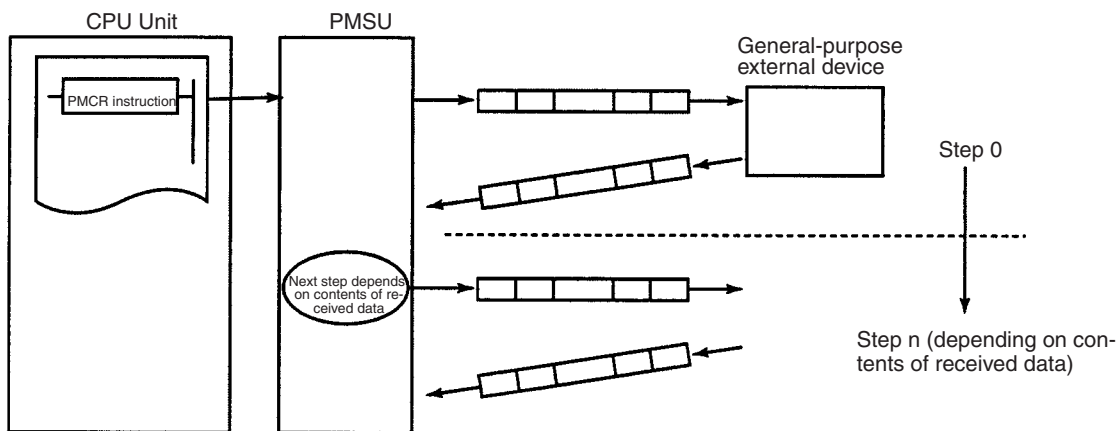 CPU Unit
PMSU
General-purpose
external device
PMCR instruction
Step 0
Next step depends
on contents of re-
ceived data
Step n (depending on con-
tents of received data)